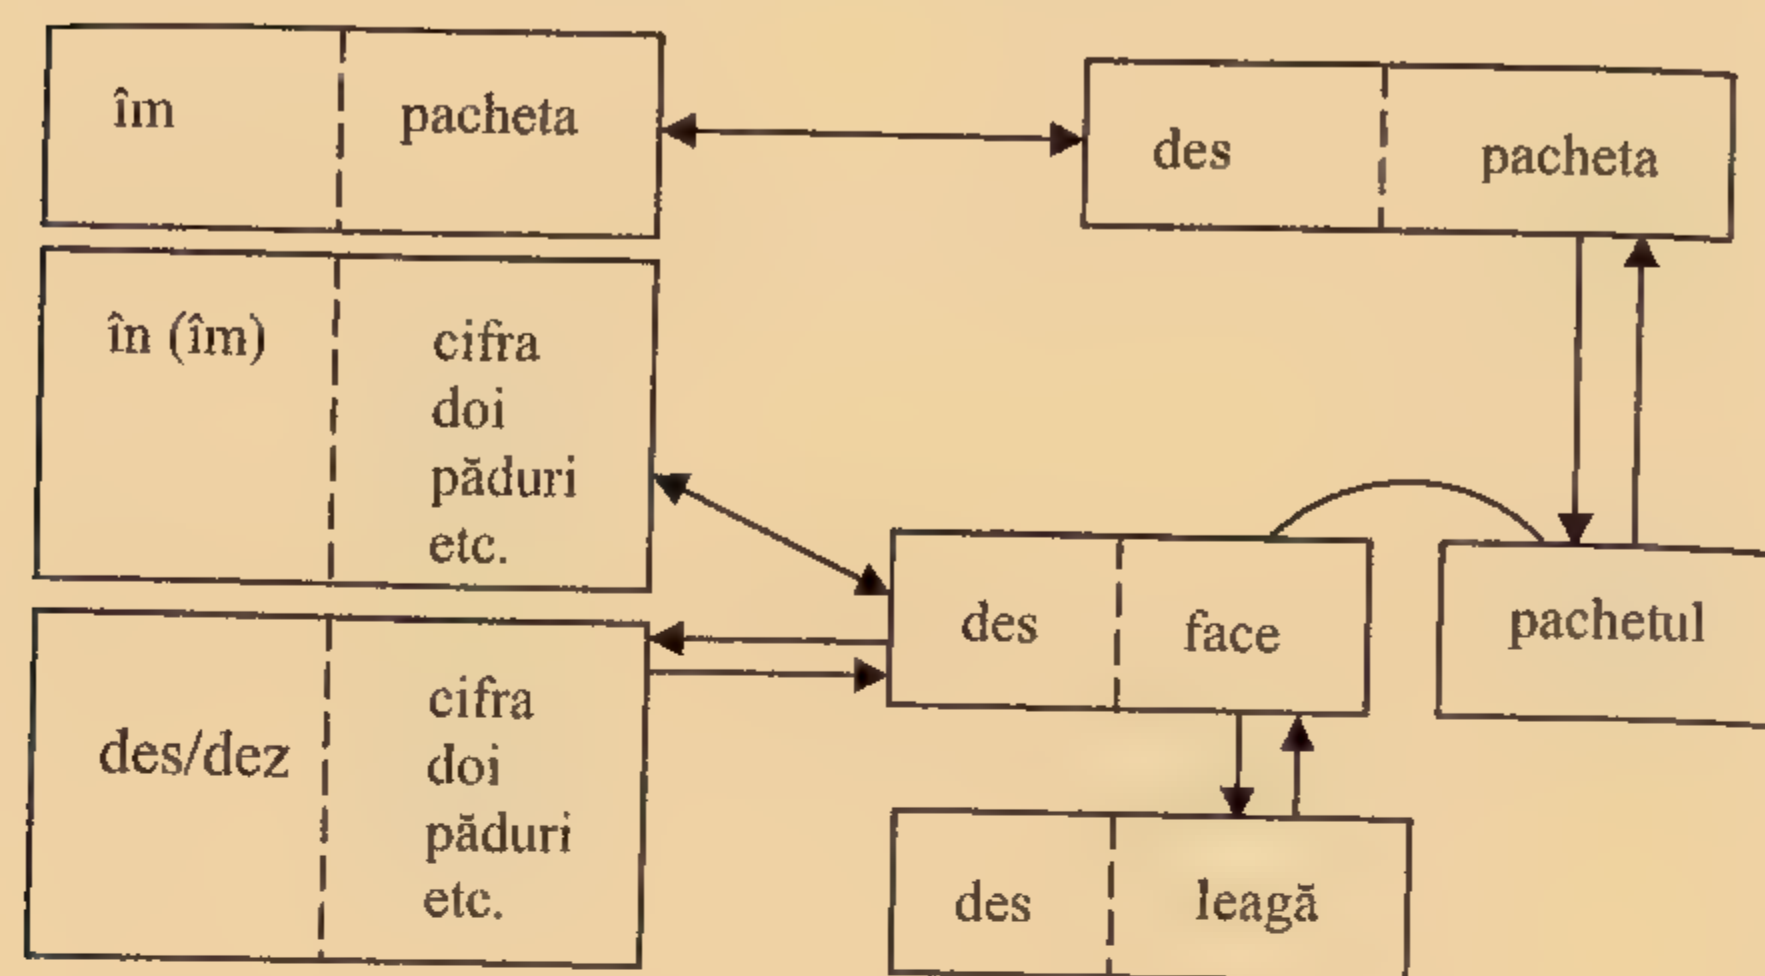 îm pacheta
des pacheta
în (îm) cifra
doi
păduri
etc.
des face
pachetul
des/dez cifra
doi
păduri
etc.
des leagă